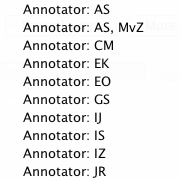 Annotator: AS
Annotator: AS, MvZ
Annotator: CM
Annotator: EK
Annotator: EO
Annotator: GS
Annotator: IJ
Annotator: IS
Annotator: IZ
Annotator: JR